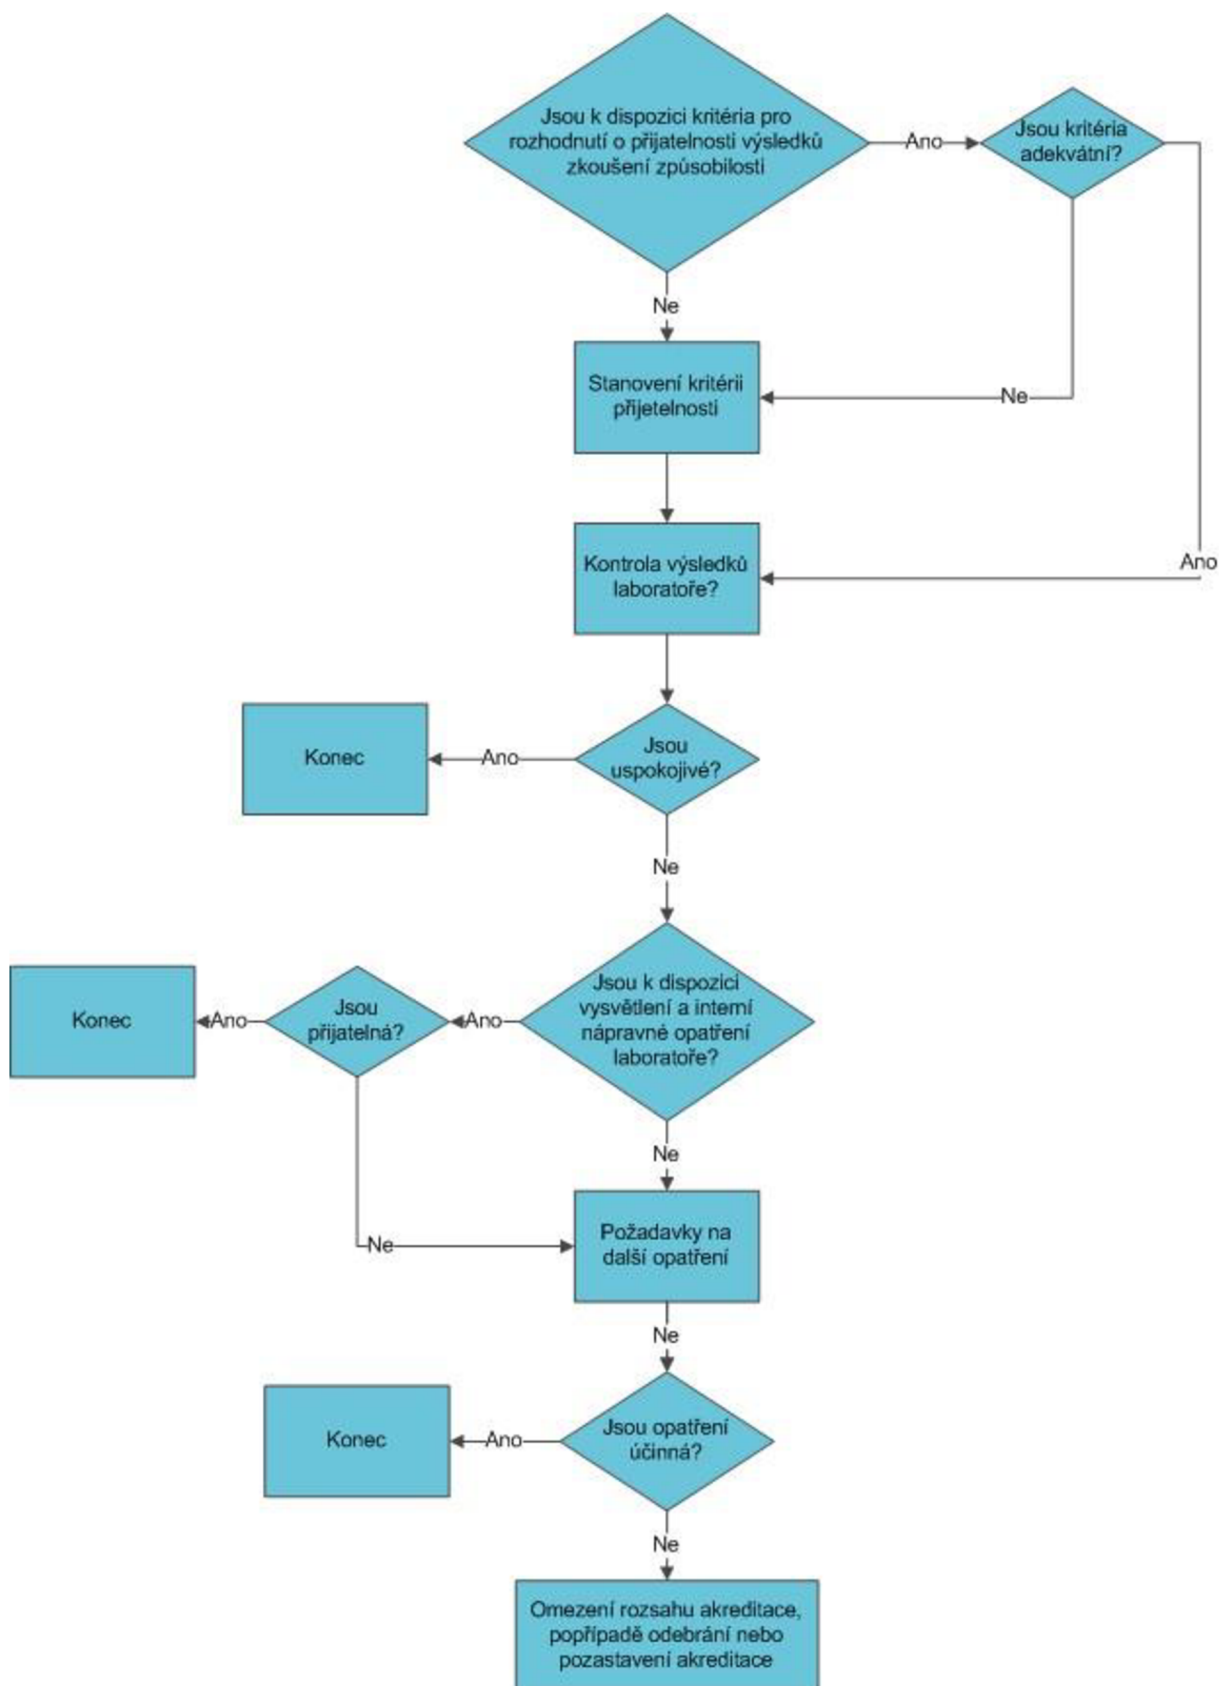 Jsou k dispozici kritéria pro
rozhodnutí o přijatelnosti výsledků
zkoušení způsobilosti
Ano
Jsou kritéria
adekvátní?
Ne
Stanovení kritérii
přijetelnosti
Ne
Kontrola výsledků
laboratoře?
Ano
Jsou
uspokojivé?
Ano
Konec
Ne
Jsou k dispozici
vysvětlení a interní
nápravné opatření
laboratoře?
Ano
Jsou
přijatelná?
Ano
Konec
Ne
Požadavky na
další opatření
Ne
Ne
Jsou opatření
účinná?
Ano
Konec
Ne
Omezení rozsahu akreditace,
popřípadě odebrání nebo
pozastavení akreditace